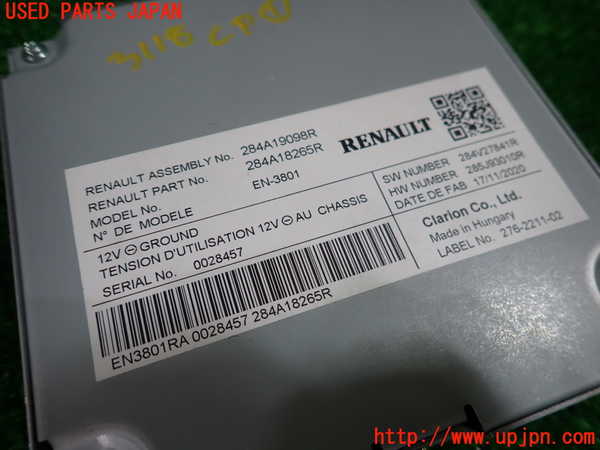 USED PARTS JAPAN
3118 CP①
RENAULT ASSEMBLY No. 284A19098R
RENAULT PART No. 284A18265R
MODEL No.
N° DE MODELE EN-3801
RENAULT
SW NUMBER 284V27841R
HW NUMBER 285J93010R
DATE DE FAB 17/11/2020
12V ⊖ GROUND
TENSION D'UTILISATION 12V ⊖ AU CHASSIS
SERIAL No. 0028457
Clarion Co., Ltd.
Made in Hungary
LABEL No. 276-2211-02
EN3801RA 0028457 284A18265R
http://www.upjpn.com/